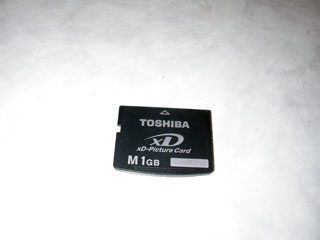 TOSHIBA
xD
xD-Picture Card
M 1GB